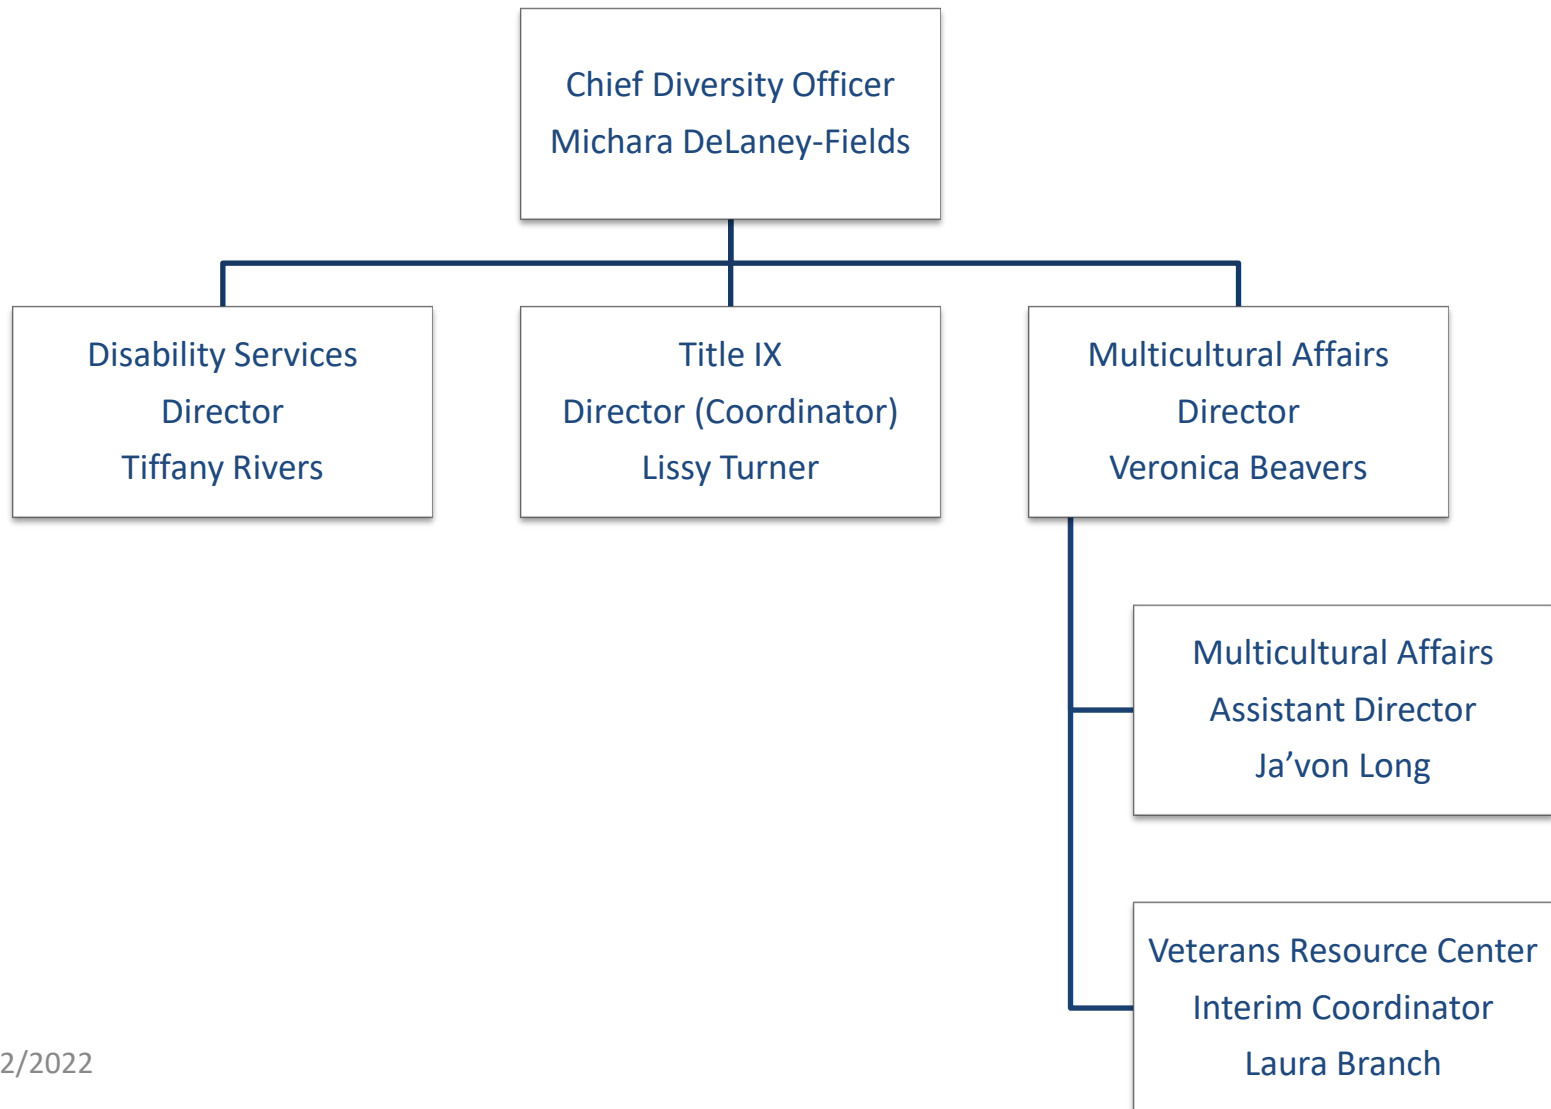 Chief Diversity Officer
Michara DeLaney-Fields
Disability Services
Director
Tiffany Rivers
Title IX
Director (Coordinator)
Lissy Turner
Multicultural Affairs
Director
Veronica Beavers
Multicultural Affairs
Assistant Director
Ja’von Long
Veterans Resource Center
Interim Coordinator
Laura Branch
2/2022